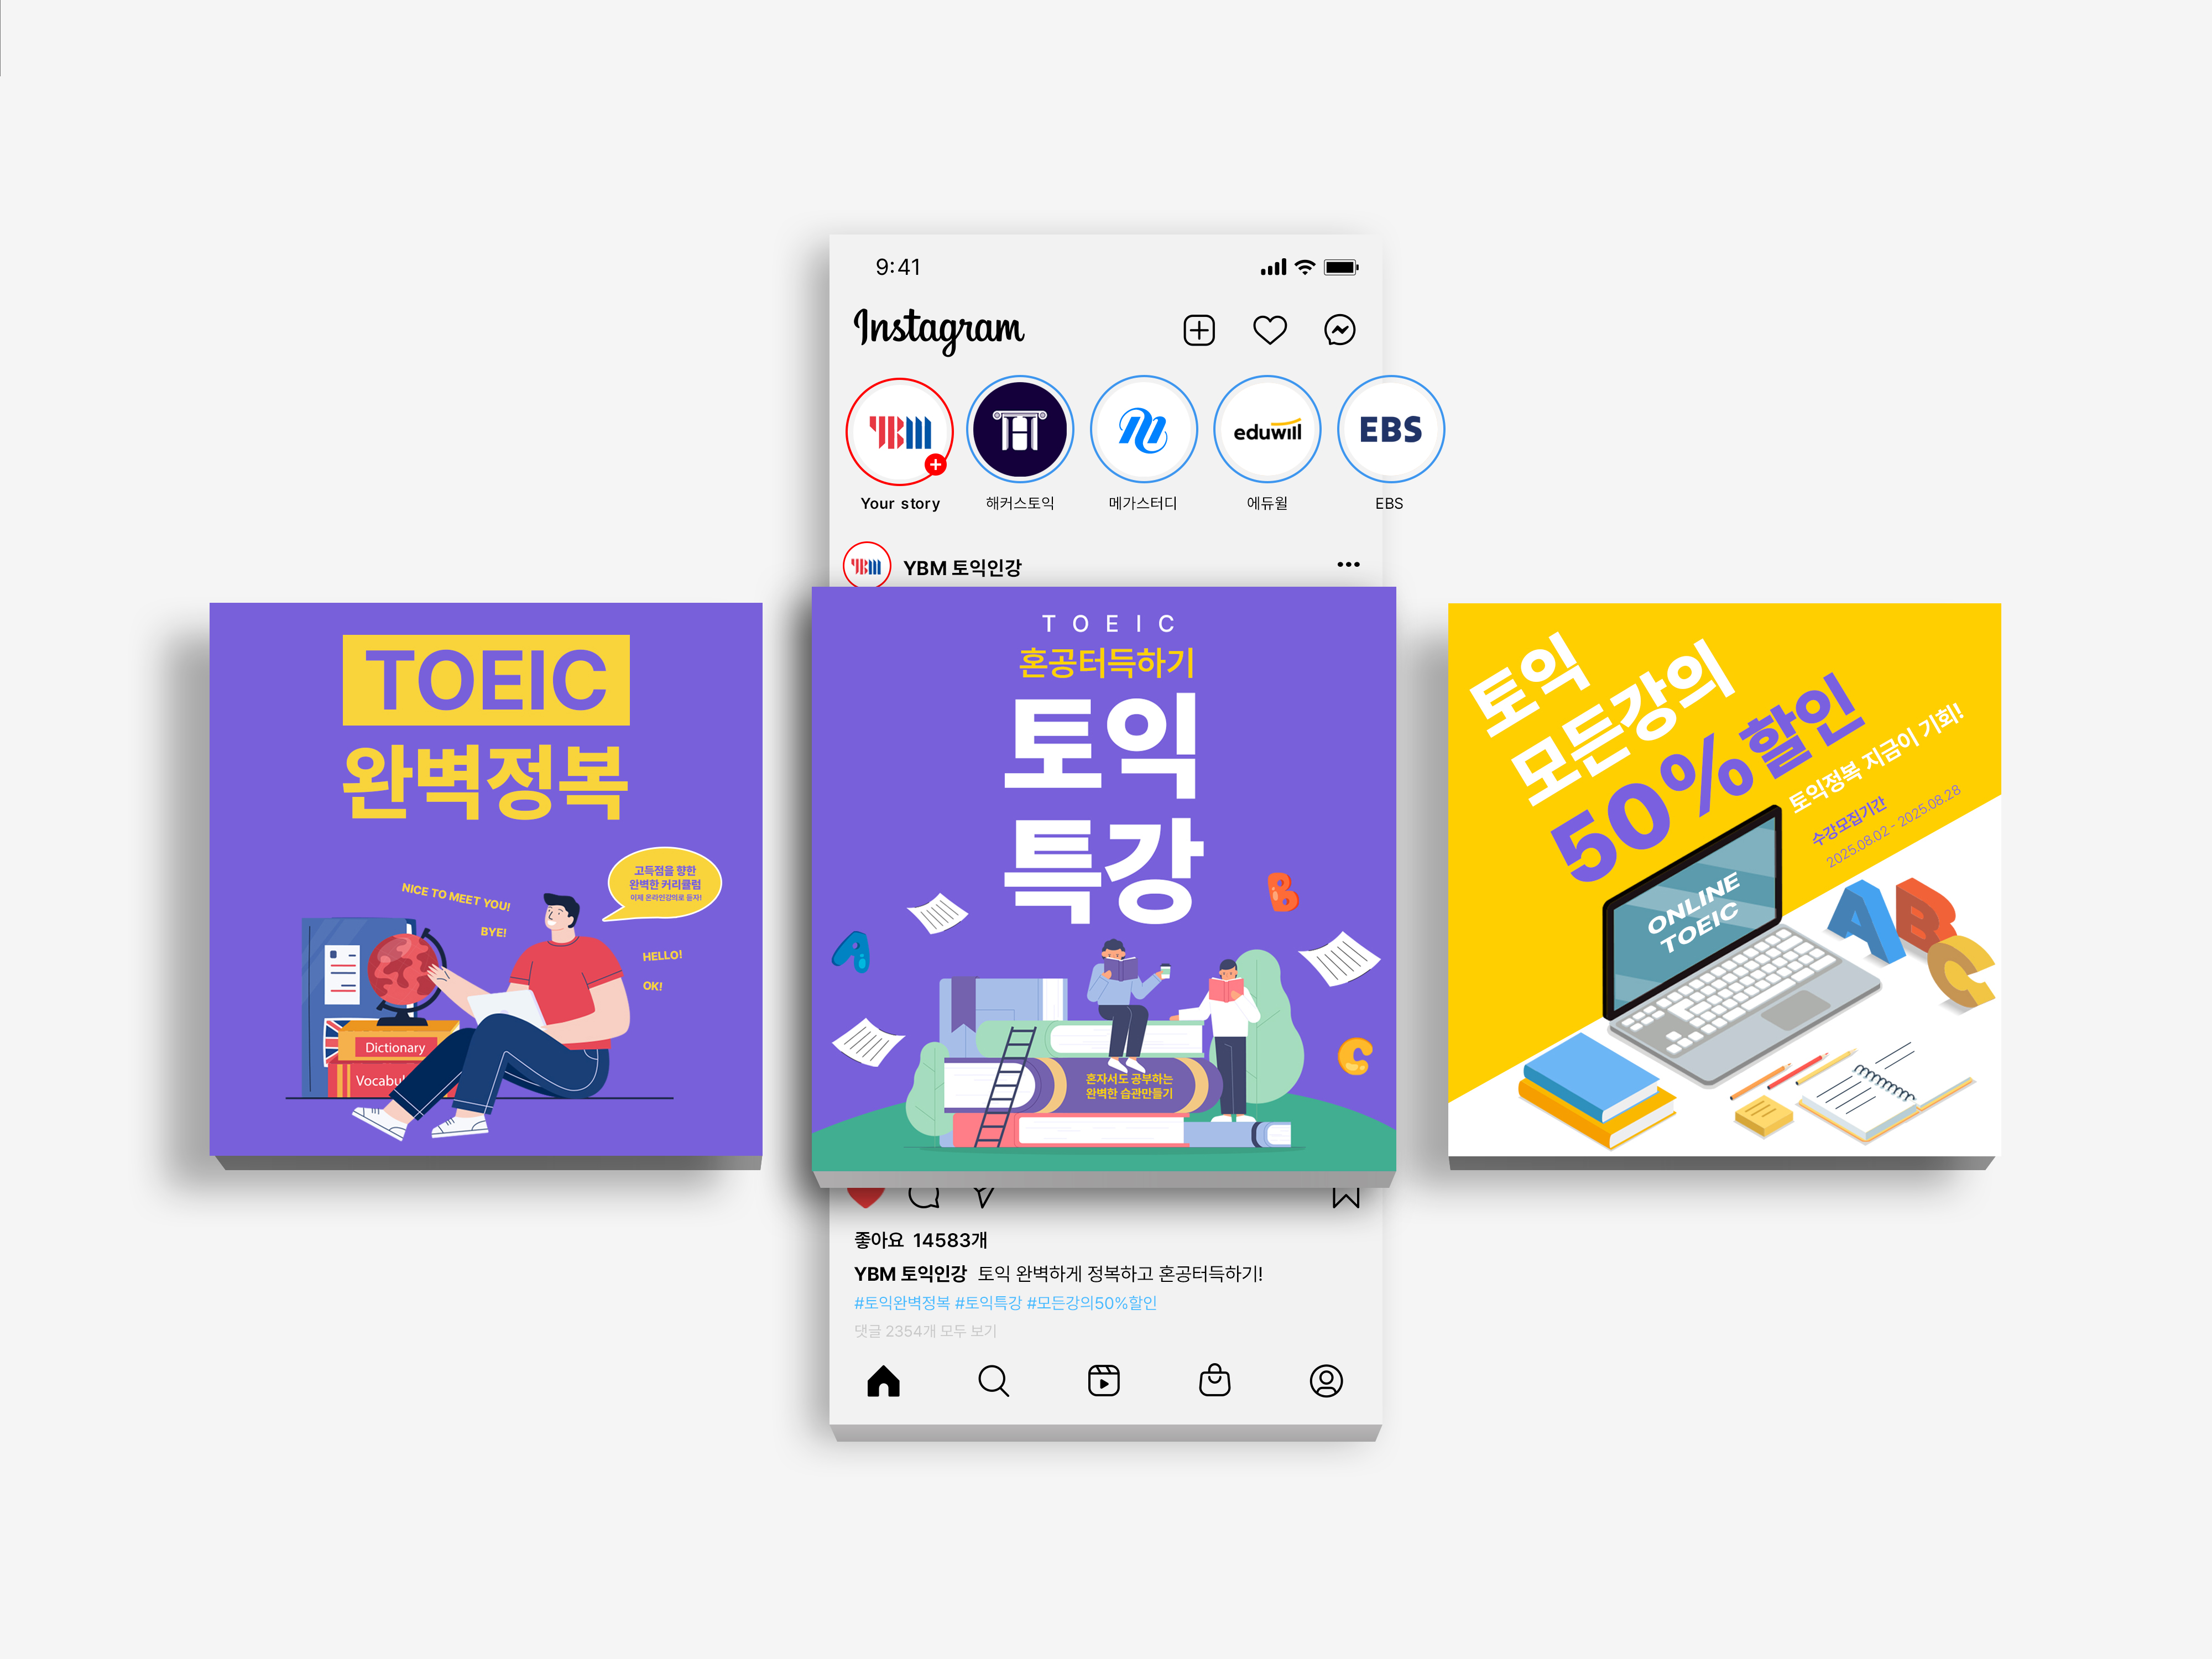 9:41
Instagram
YBM
eduwill
EBS
Your story
해커스토익
메가스터디
에듀윌
EBS
YBM
YBM 토익인강
TOEIC
완벽정복
고득점을 향한
완벽한 커리큘럼
이제 온라인강의로 듣자!
NICE TO MEET YOU!
BYE!
HELLO!
OK!
Dictionary
Vocabul
TOEIC
혼공터득하기
토익
특강
A
B
C
혼자서도 공부하는
완벽한 습관만들기
토익
모든강의
50% 할인
토익정복 지금이 기회!
수강모집기간
2025.08.02 - 2025.08.28
ONLINE
TOEIC
ABC
좋아요 14583개
YBM 토익인강 토익 완벽하게 정복하고 혼공터득하기!
#토익완벽정복 #토익특강 #모든강의50%할인
댓글 2354개 모두 보기